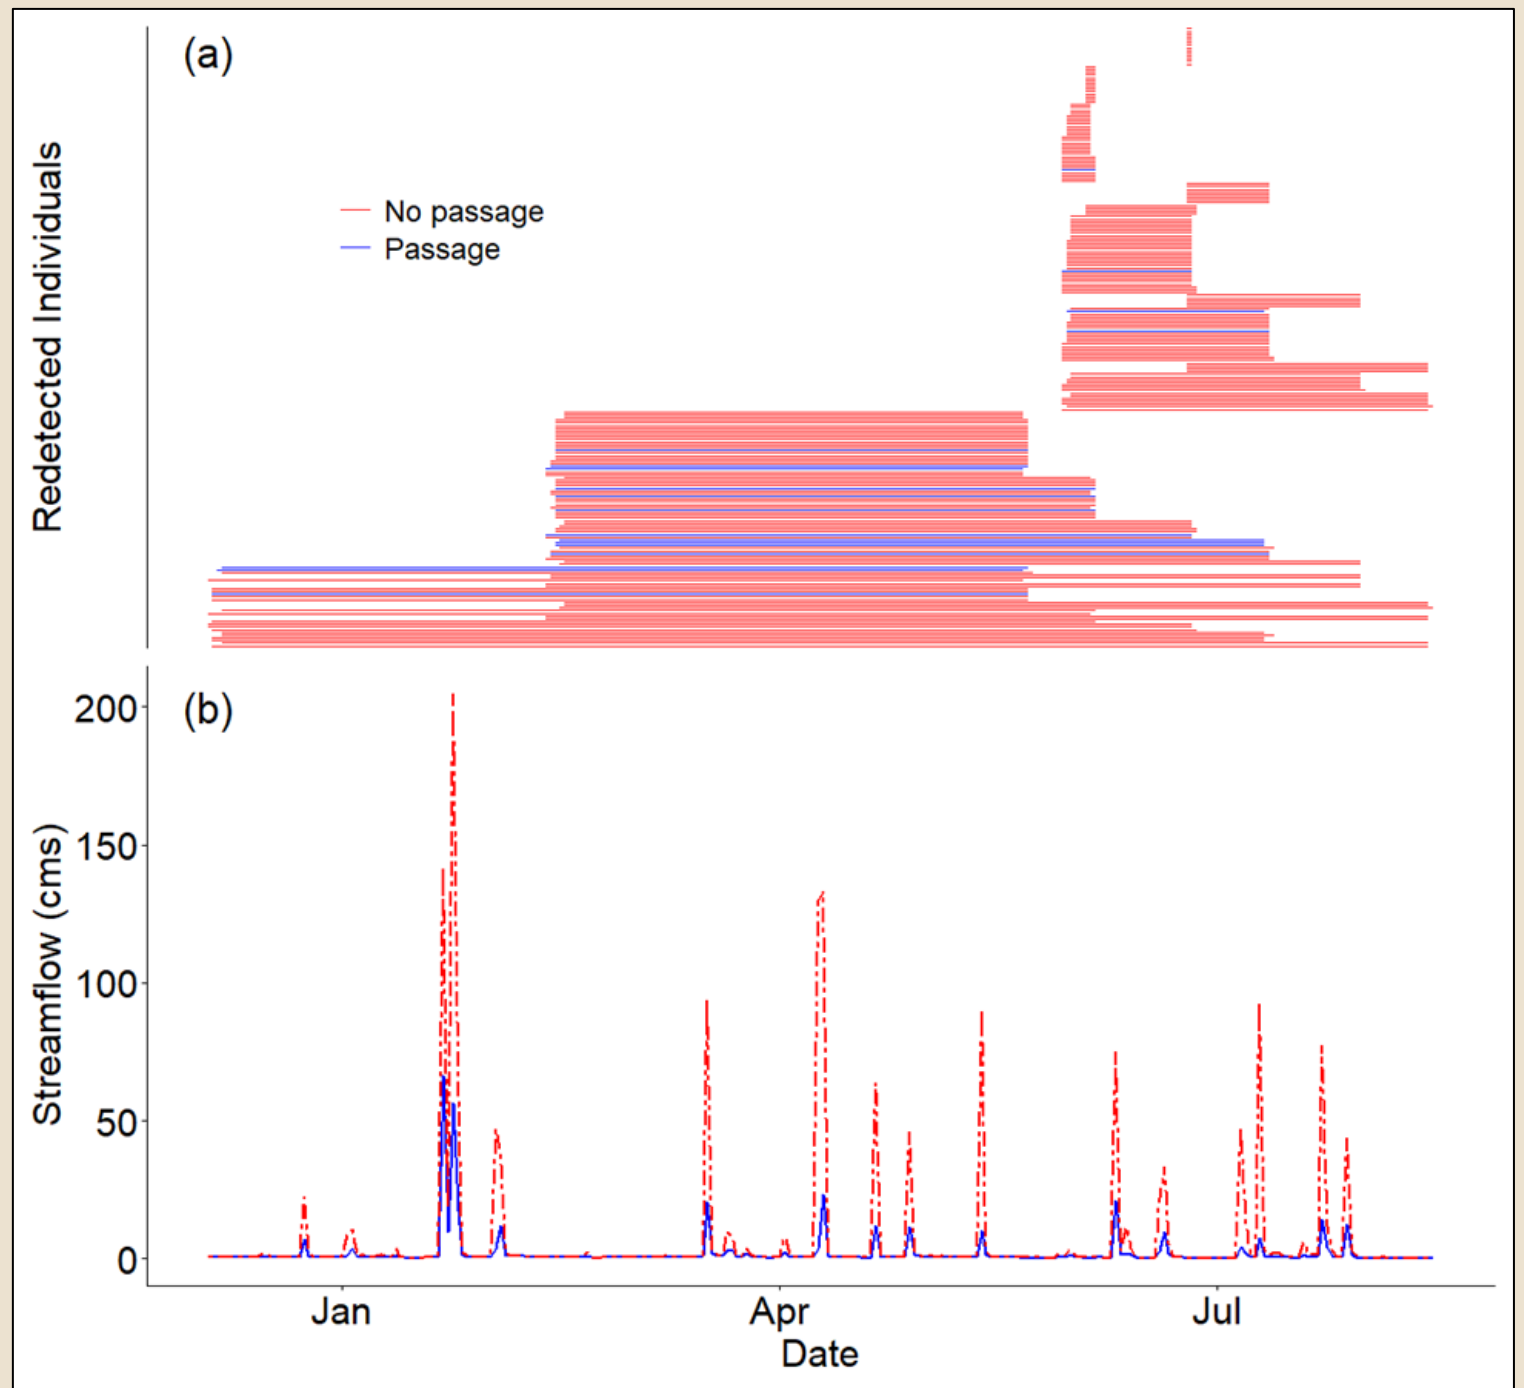 (a)
Redetected Individuals
No passage
Passage
(b)
Streamflow (cms)
200
150
100
50
0
Jan
Apr
Jul
Date